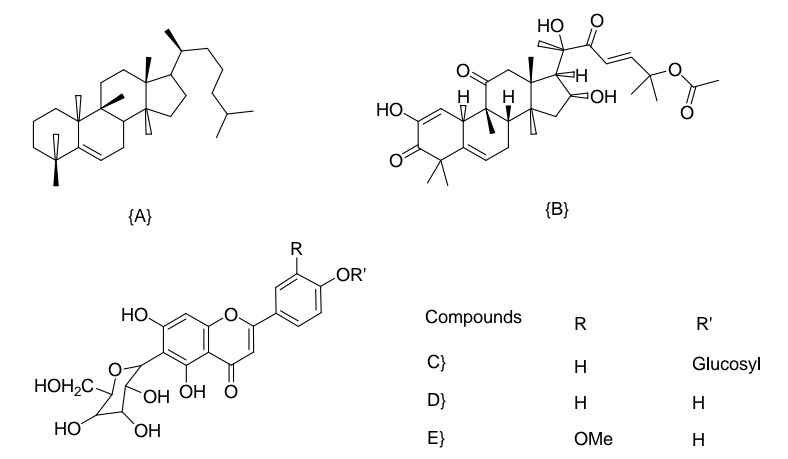 HO
O
O
H
H
H
OH
HO
O
O
O
{A}
{B}
R
OR'
HO
O
O
HOH2C
OH
OH
O
HO
OH
Compounds R R'
C} H Glucosyl
D} H H
E} OMe H